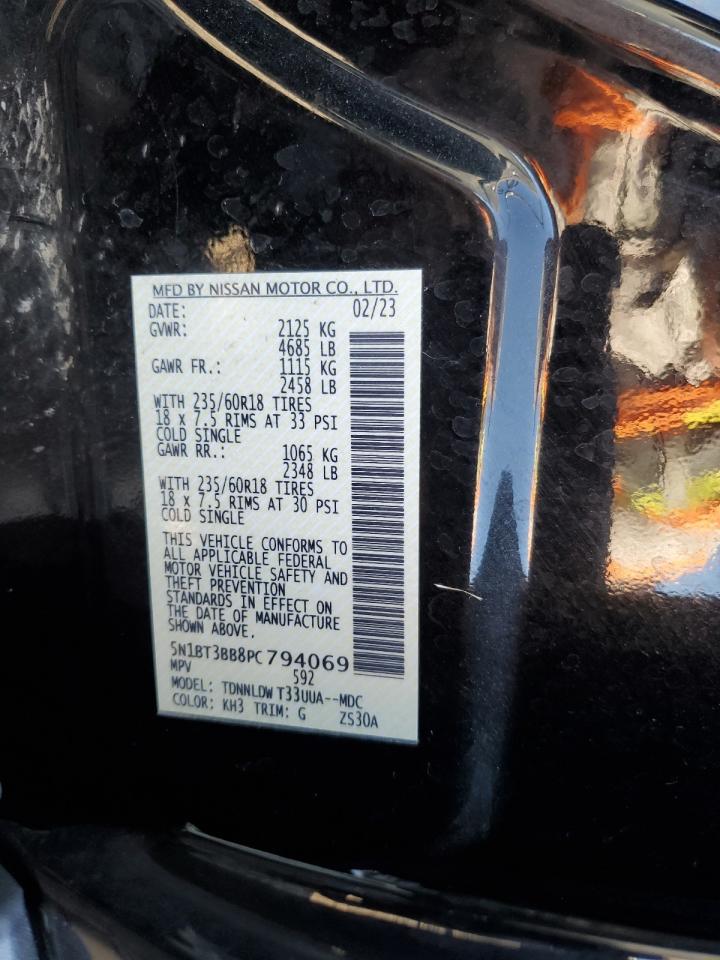 MFD BY NISSAN MOTOR CO., LTD.
DATE: 02/23
GVWR: 2125 KG
4685 LB
GAWR FR.: 1115 KG
2458 LB
WITH 235/60R18 TIRES
18 X 7.5 RIMS AT 33 PSI
COLD SINGLE
GAWR RR.: 1065 KG
2348 LB
WITH 235/60R18 TIRES
18 X 7.5 RIMS AT 30 PSI
COLD SINGLE
THIS VEHICLE CONFORMS TO
ALL APPLICABLE FEDERAL
MOTOR VEHICLE SAFETY AND
THEFT PREVENTION
STANDARDS IN EFFECT ON
THE DATE OF MANUFACTURE
SHOWN ABOVE.
5N1BT3BB8PC794069
MPV 592
MODEL: TDNNLDW T33UUA--MDC
COLOR: KH3 TRIM: G ZS30A